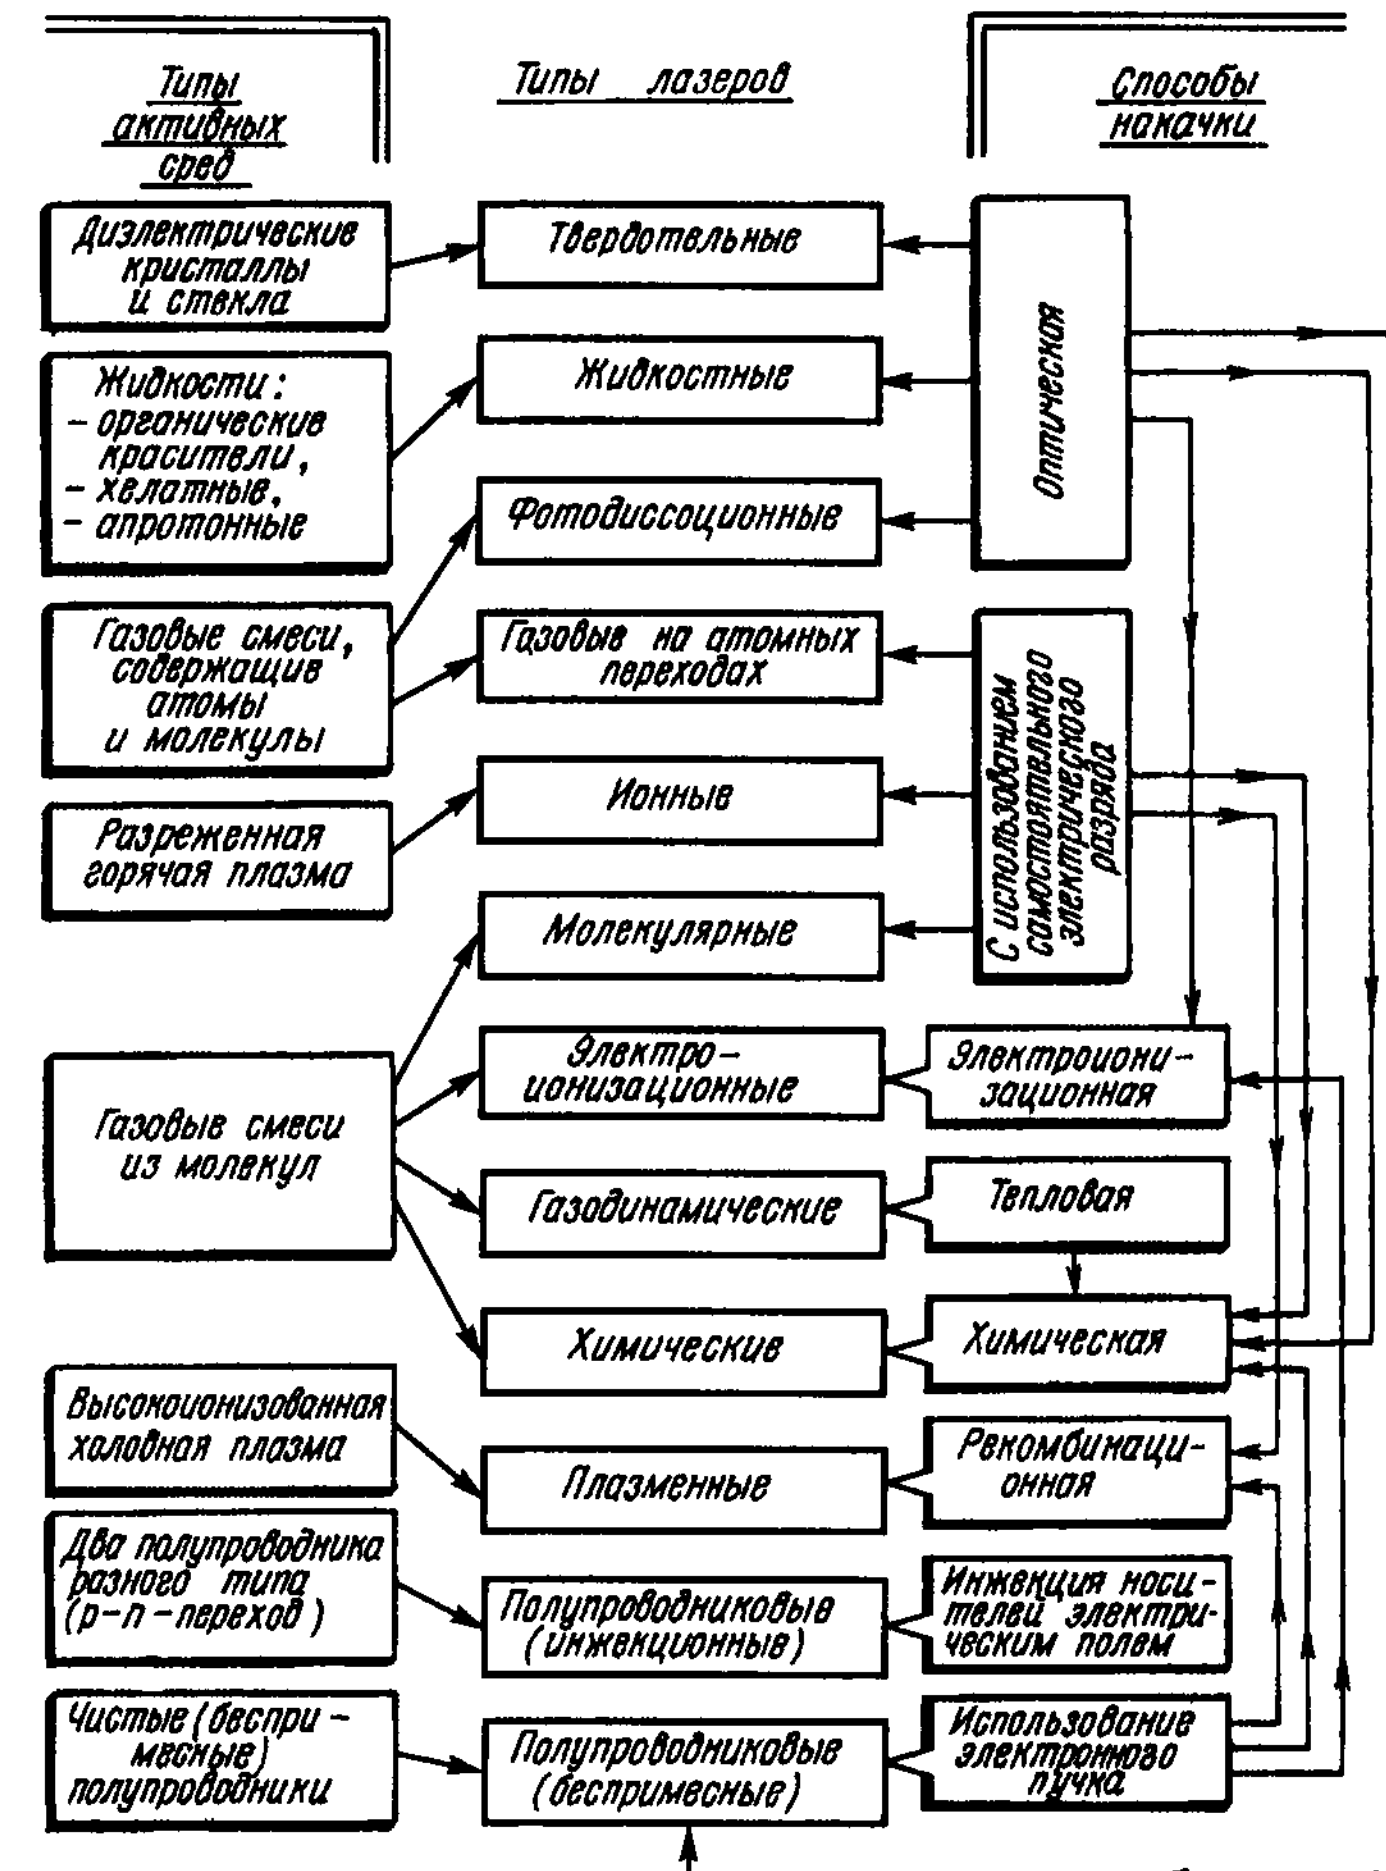 Типы
активных
сред
Диэлектрические
кристаллы
и стекла
Жидкости:
– органические
красители,
– хелатные,
– апротонные
Газовые смеси,
содержащие
атомы
и молекулы
Разреженная
горячая плазма
Газовые смеси
из молекул
Высокоионизованная
холодная плазма
Два полупроводника
разного типа
(p–n–переход)
Чистые (беспри–
месные)
полупроводники
Типы лазеров
Твердотельные
Жидкостные
Фотодиссоционные
Газовые на атомных
переходах
Ионные
Молекулярные
Электро–
ионизационные
Газодинамические
Химические
Плазменные
Полупроводниковые
(инжекционные)
Полупроводниковые
(беспримесные)
Способы
накачки
Оптическая
С использованием
самостоятельного
электрического
разряда
Электроиони–
зационная
Тепловая
Химическая
Рекомбинаци–
онная
Инжекция носи–
телей электри–
ческим полем
Использование
электронного
пучка